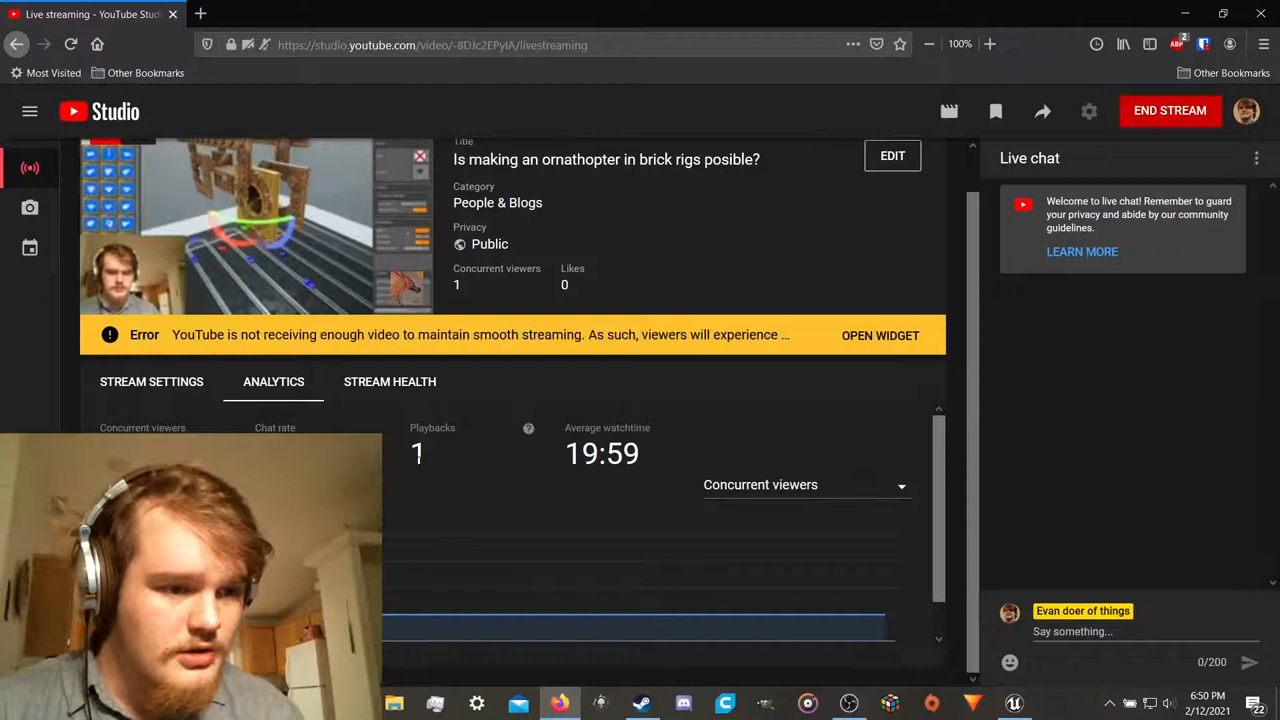 Live streaming - YouTube Stud
https://studio.youtube.com/video/-8DJc2EPyIA/livestreaming
100%
2
Most Visited
Other Bookmarks
Other Bookmarks
Studio
END STREAM
Title
Is making an ornathopter in brick rigs posible?
EDIT
Category
People & Blogs
Privacy
Public
Concurrent viewers
Likes
1
0
Error
YouTube is not receiving enough video to maintain smooth streaming. As such, viewers will experience ...
OPEN WIDGET
STREAM SETTINGS
ANALYTICS
STREAM HEALTH
Concurrent viewers
Chat rate
Playbacks
Average watchtime
1
19:59
Concurrent viewers
Live chat
Welcome to live chat! Remember to guard
your privacy and abide by our community
guidelines.
LEARN MORE
Evan doer of things
Say something...
0/200
6:50 PM
2/12/2021
22